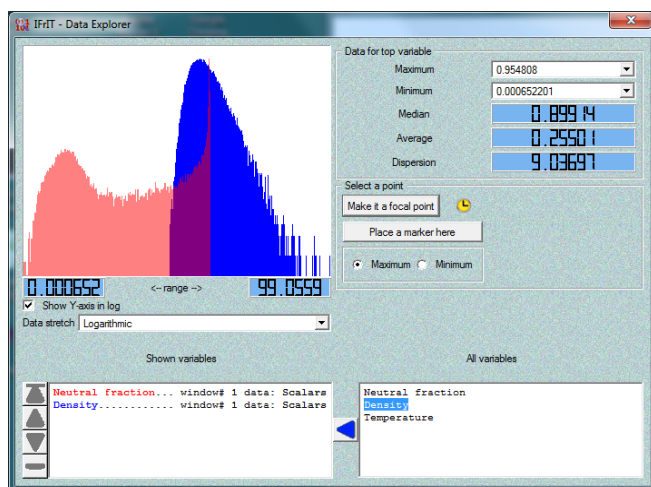 IFrIT - Data Explorer
Data for top variable
Maximum 0.954808
Minimum 0.000652201
Median 0.89914
Average 0.25501
Dispersion 9.03697
Select a point
Make it a focal point
Place a marker here
Maximum Minimum
0.000652 <-- range --> 99.0559
Show Y-axis in log
Data stretch Logarithmic
Shown variables
Neutral fraction... window# 1 data: Scalars
Density............ window# 1 data: Scalars
All variables
Neutral fraction
Density
Temperature